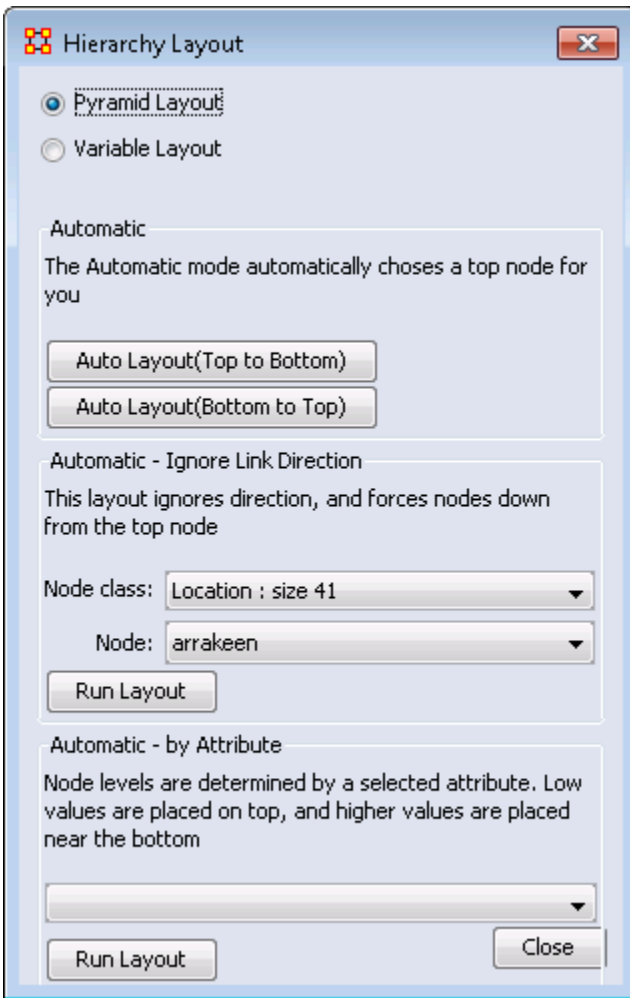 Hierarchy Layout
Pyramid Layout
Variable Layout
Automatic
The Automatic mode automatically choses a top node for
you
Auto Layout(Top to Bottom)
Auto Layout(Bottom to Top)
Automatic - Ignore Link Direction
This layout ignores direction, and forces nodes down
from the top node
Node class: Location : size 41
Node: arrakeen
Run Layout
Automatic - by Attribute
Node levels are determined by a selected attribute. Low
values are placed on top, and higher values are placed
near the bottom
Run Layout
Close